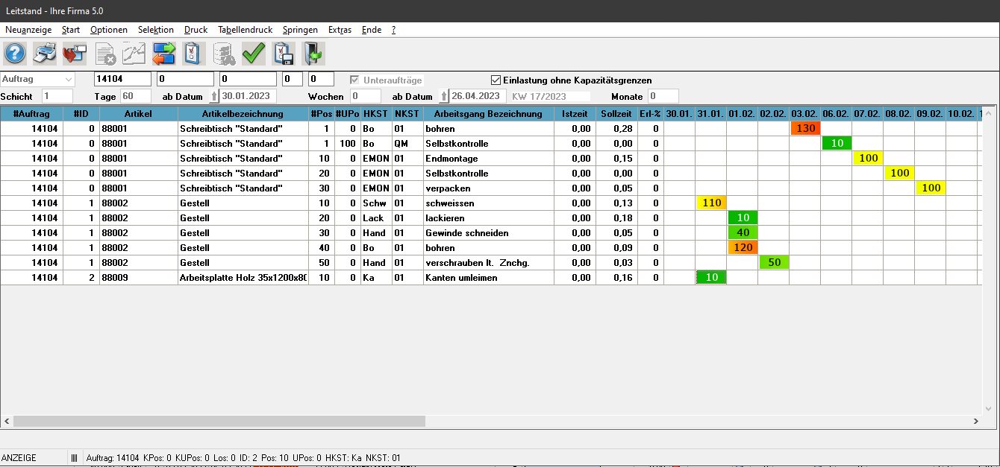 Leitstand - Ihre Firma 5.0
Neuanzeige Start Optionen Selektion Druck Tabellendruck Springen Extras Ende ?
Auftrag 14104 0 0 0 0 Unteraufträge Einlastung ohne Kapazitätsgrenzen
Schicht 1 Tage 60 ab Datum 30.01.2023 Wochen 0 ab Datum 26.04.2023 KW 17/2023 Monate 0
#Auftrag #ID Artikel Artikelbezeichnung #Pos #UPo HKST NKST Arbeitsgang Bezeichnung Istzeit Sollzeit Erl-% 30.01. 31.01. 01.02. 02.02. 03.02. 06.02. 07.02. 08.02. 09.02. 10.02.
14104 0 88001 Schreibtisch "Standard" 1 0 Bo 01 bohren 0,00 0,28 0 130
14104 0 88001 Schreibtisch "Standard" 1 100 Bo QM Selbstkontrolle 0,00 0,00 0 10
14104 0 88001 Schreibtisch "Standard" 10 0 EMON 01 Endmontage 0,00 0,15 0 100
14104 0 88001 Schreibtisch "Standard" 20 0 EMON 01 Selbstkontrolle 0,00 0,00 0 100
14104 0 88001 Schreibtisch "Standard" 30 0 EMON 01 verpacken 0,00 0,05 0 100
14104 1 88002 Gestell 10 0 Schw 01 schweissen 0,00 0,13 0 110
14104 1 88002 Gestell 20 0 Lack 01 lackieren 0,00 0,18 0 10
14104 1 88002 Gestell 30 0 Hand 01 Gewinde schneiden 0,00 0,05 0 40
14104 1 88002 Gestell 40 0 Bo 01 bohren 0,00 0,09 0 120
14104 1 88002 Gestell 50 0 Hand 01 verschrauben lt. Znchg. 0,00 0,03 0 50
14104 2 88009 Arbeitsplatte Holz 35x1200x80 10 0 Ka 01 Kanten umleimen 0,00 0,16 0 10
ANZEIGE Auftrag: 14104 KPos: 0 KUPos: 0 Los: 0 ID: 2 Pos: 10 UPos: 0 HKST: Ka NKST: 01